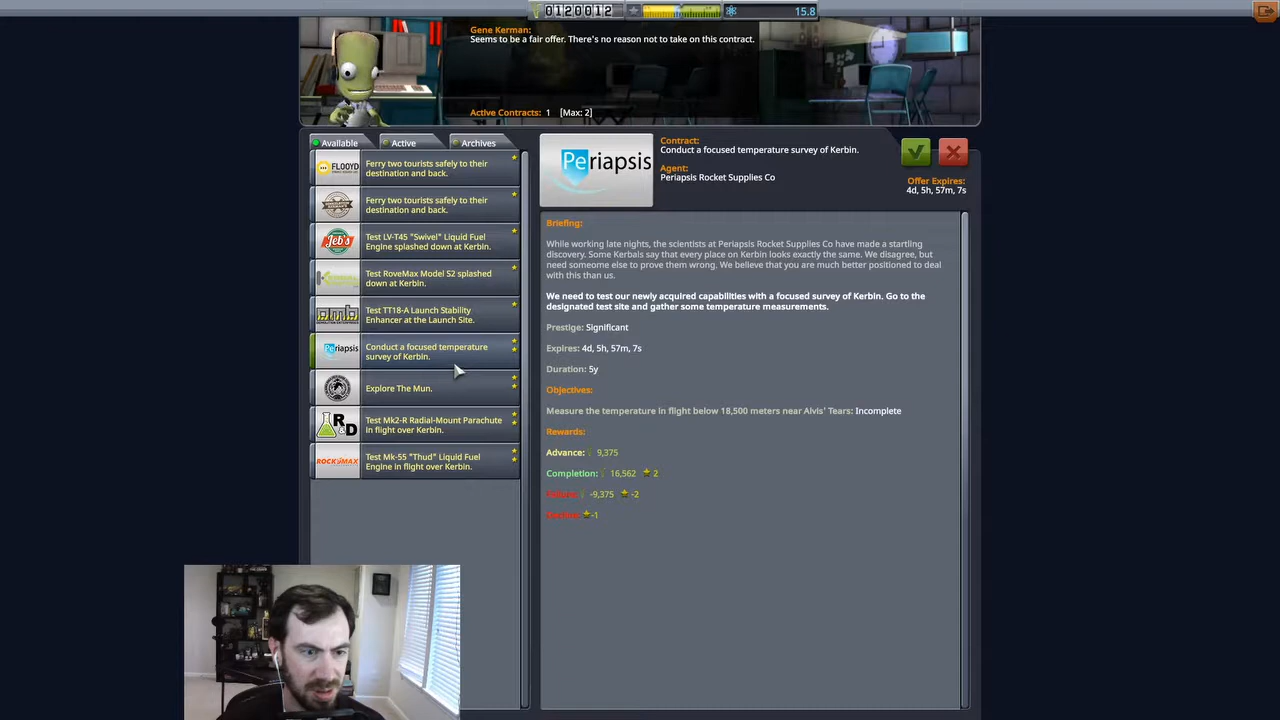 0120012
15.8
Gene Kerman:
Seems to be a fair offer. There's no reason not to take on this contract.
Active Contracts: 1 [Max: 2]
Available
Active
Archives
FLOOYD
Ferry two tourists safely to their
destination and back.
Ferry two tourists safely to their
destination and back.
Jeb's
Test LV-T45 "Swivel" Liquid Fuel
Engine splashed down at Kerbin.
Test RoveMax Model S2 splashed
down at Kerbin.
Test TT18-A Launch Stability
Enhancer at the Launch Site.
Periapsis
Conduct a focused temperature
survey of Kerbin.
Explore The Mun.
R&D
Test Mk2-R Radial-Mount Parachute
in flight over Kerbin.
ROCKOMAX
Test Mk-55 "Thud" Liquid Fuel
Engine in flight over Kerbin.
Periapsis
Contract:
Conduct a focused temperature survey of Kerbin.
Agent:
Periapsis Rocket Supplies Co
Offer Expires:
4d, 5h, 57m, 7s
Briefing:
While working late nights, the scientists at Periapsis Rocket Supplies Co have made a startling
discovery. Some Kerbals say that every place on Kerbin looks exactly the same. We disagree, but
need someone else to prove them wrong. We believe that you are much better positioned to deal
with this than us.
We need to test our newly acquired capabilities with a focused survey of Kerbin. Go to the
designated test site and gather some temperature measurements.
Prestige: Significant
Expires: 4d, 5h, 57m, 7s
Duration: 5y
Objectives:
Measure the temperature in flight below 18,500 meters near Alvis' Tears: Incomplete
Rewards:
Advance: 9,375
Completion: 16,562 2
Failure: -9,375 -2
Decline: -1